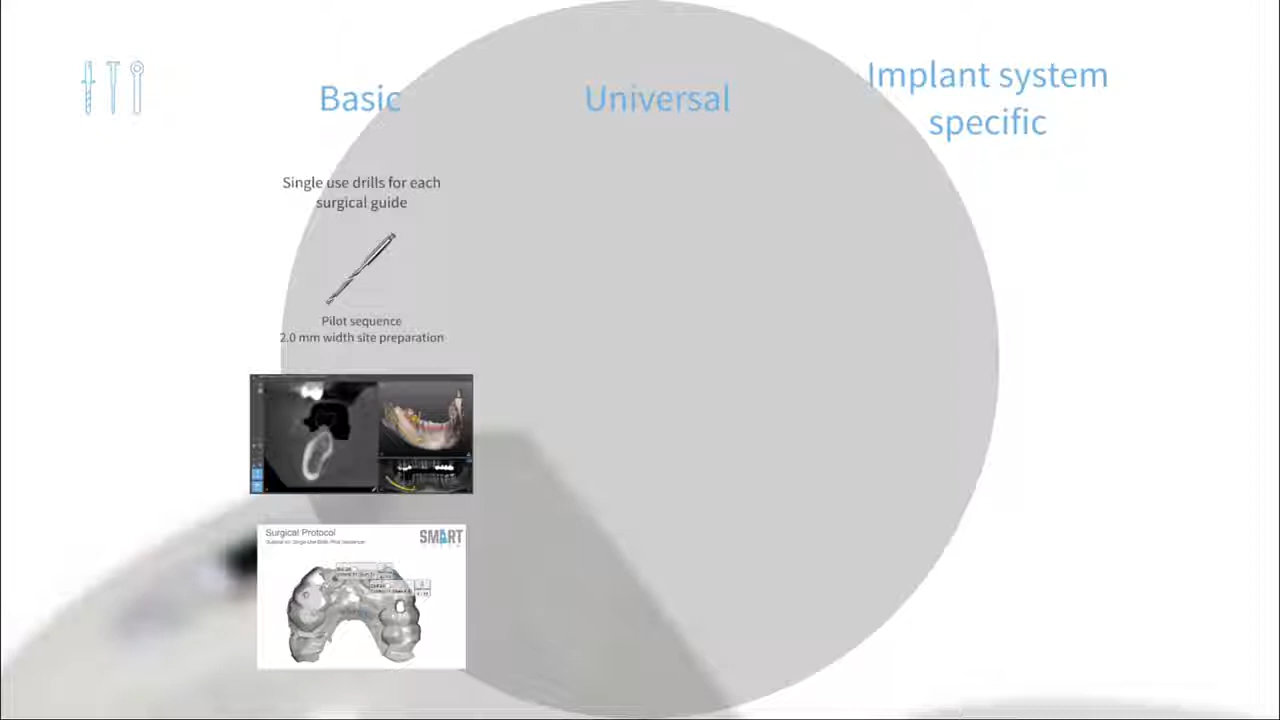 Basic
Universal
Implant system
specific
Single use drills for each
surgical guide
Pilot sequence
2.0 mm width site preparation
Surgical Protocol
SMART